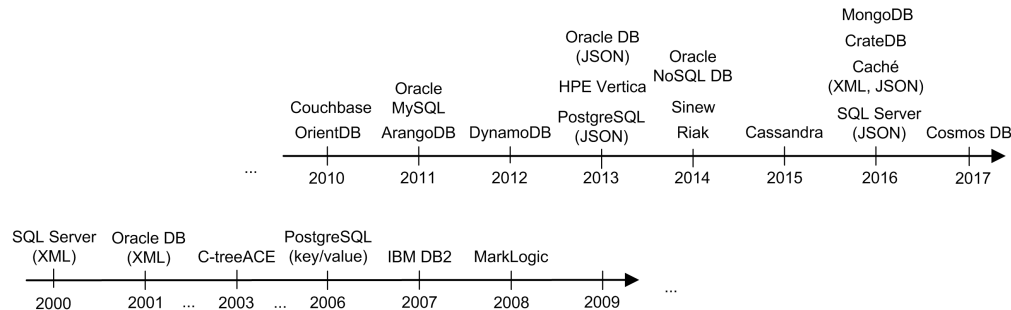 MongoDB
CrateDB
Caché
(XML, JSON)
SQL Server
(JSON)
Oracle DB
(JSON)
HPE Vertica
PostgreSQL
(JSON)
Oracle
NoSQL DB
Sinew
Riak
Oracle
MySQL
ArangoDB
Couchbase
OrientDB
DynamoDB
Cassandra
Cosmos DB
...
2010
2011
2012
2013
2014
2015
2016
2017
SQL Server
(XML)
Oracle DB
(XML)
C-treeACE
PostgreSQL
(key/value)
IBM DB2
MarkLogic
2000
2001
...
2003
...
2006
2007
2008
2009
...